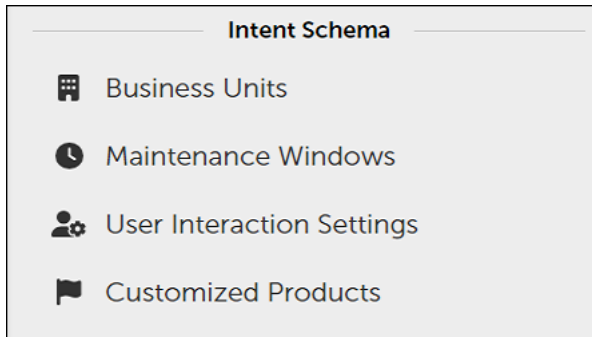 Intent Schema
Business Units
Maintenance Windows
User Interaction Settings
Customized Products